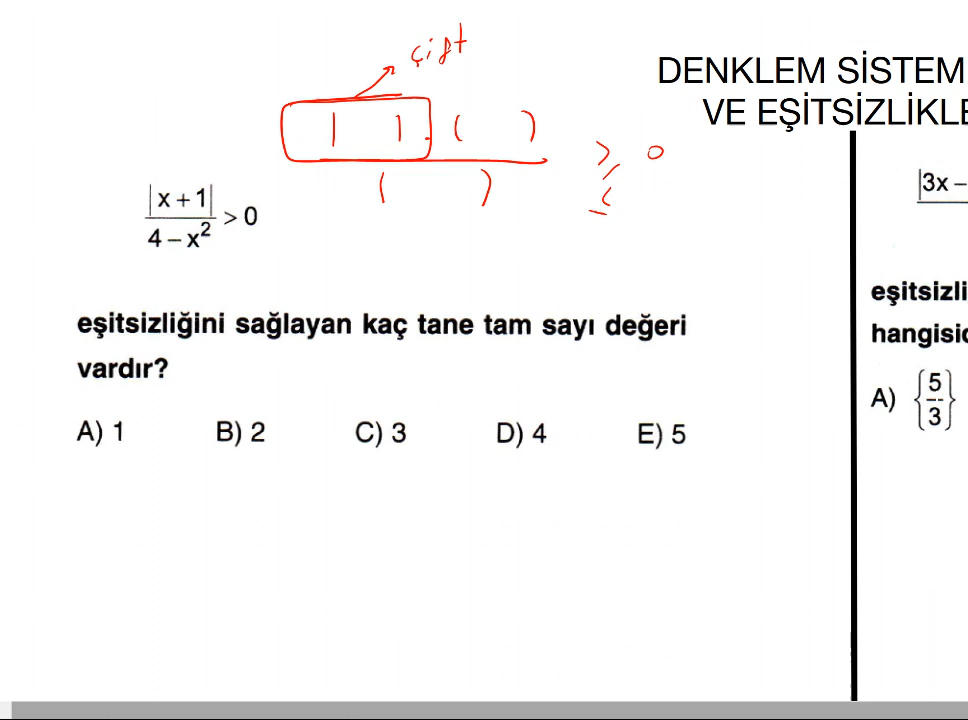 çift
| | . ( )
( )
≥ 0
≤
DENKLEM SİSTEM
VE EŞİTSİZLİKLE
|x + 1|
4 – x²
> 0
eşitsizliğini sağlayan kaç tane tam sayı değeri
vardır?
A) 1 B) 2 C) 3 D) 4 E) 5
|3x –
eşitsizli
hangisid
A) {5/3}